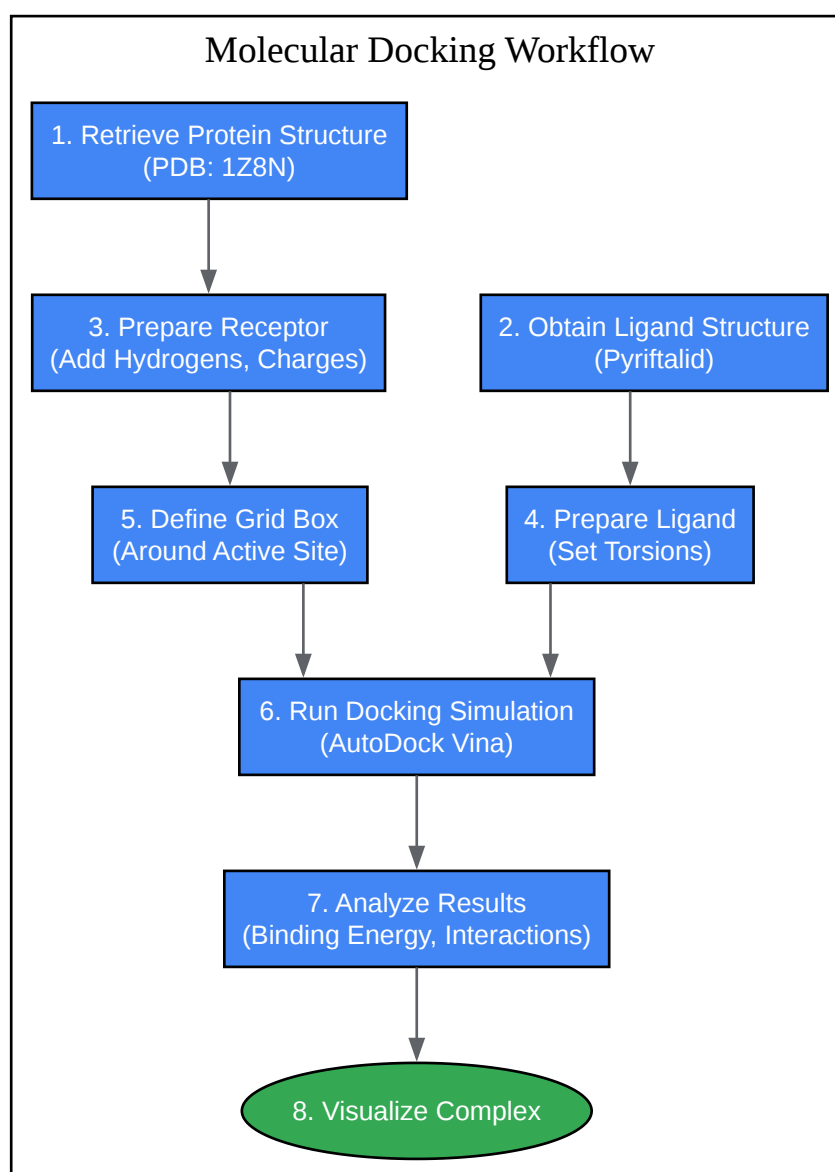 Molecular Docking Workflow
1. Retrieve Protein Structure
(PDB: 1Z8N)
3. Prepare Receptor
(Add Hydrogens, Charges)
2. Obtain Ligand Structure
(Pyriftalid)
5. Define Grid Box
(Around Active Site)
4. Prepare Ligand
(Set Torsions)
6. Run Docking Simulation
(AutoDock Vina)
7. Analyze Results
(Binding Energy, Interactions)
8. Visualize Complex